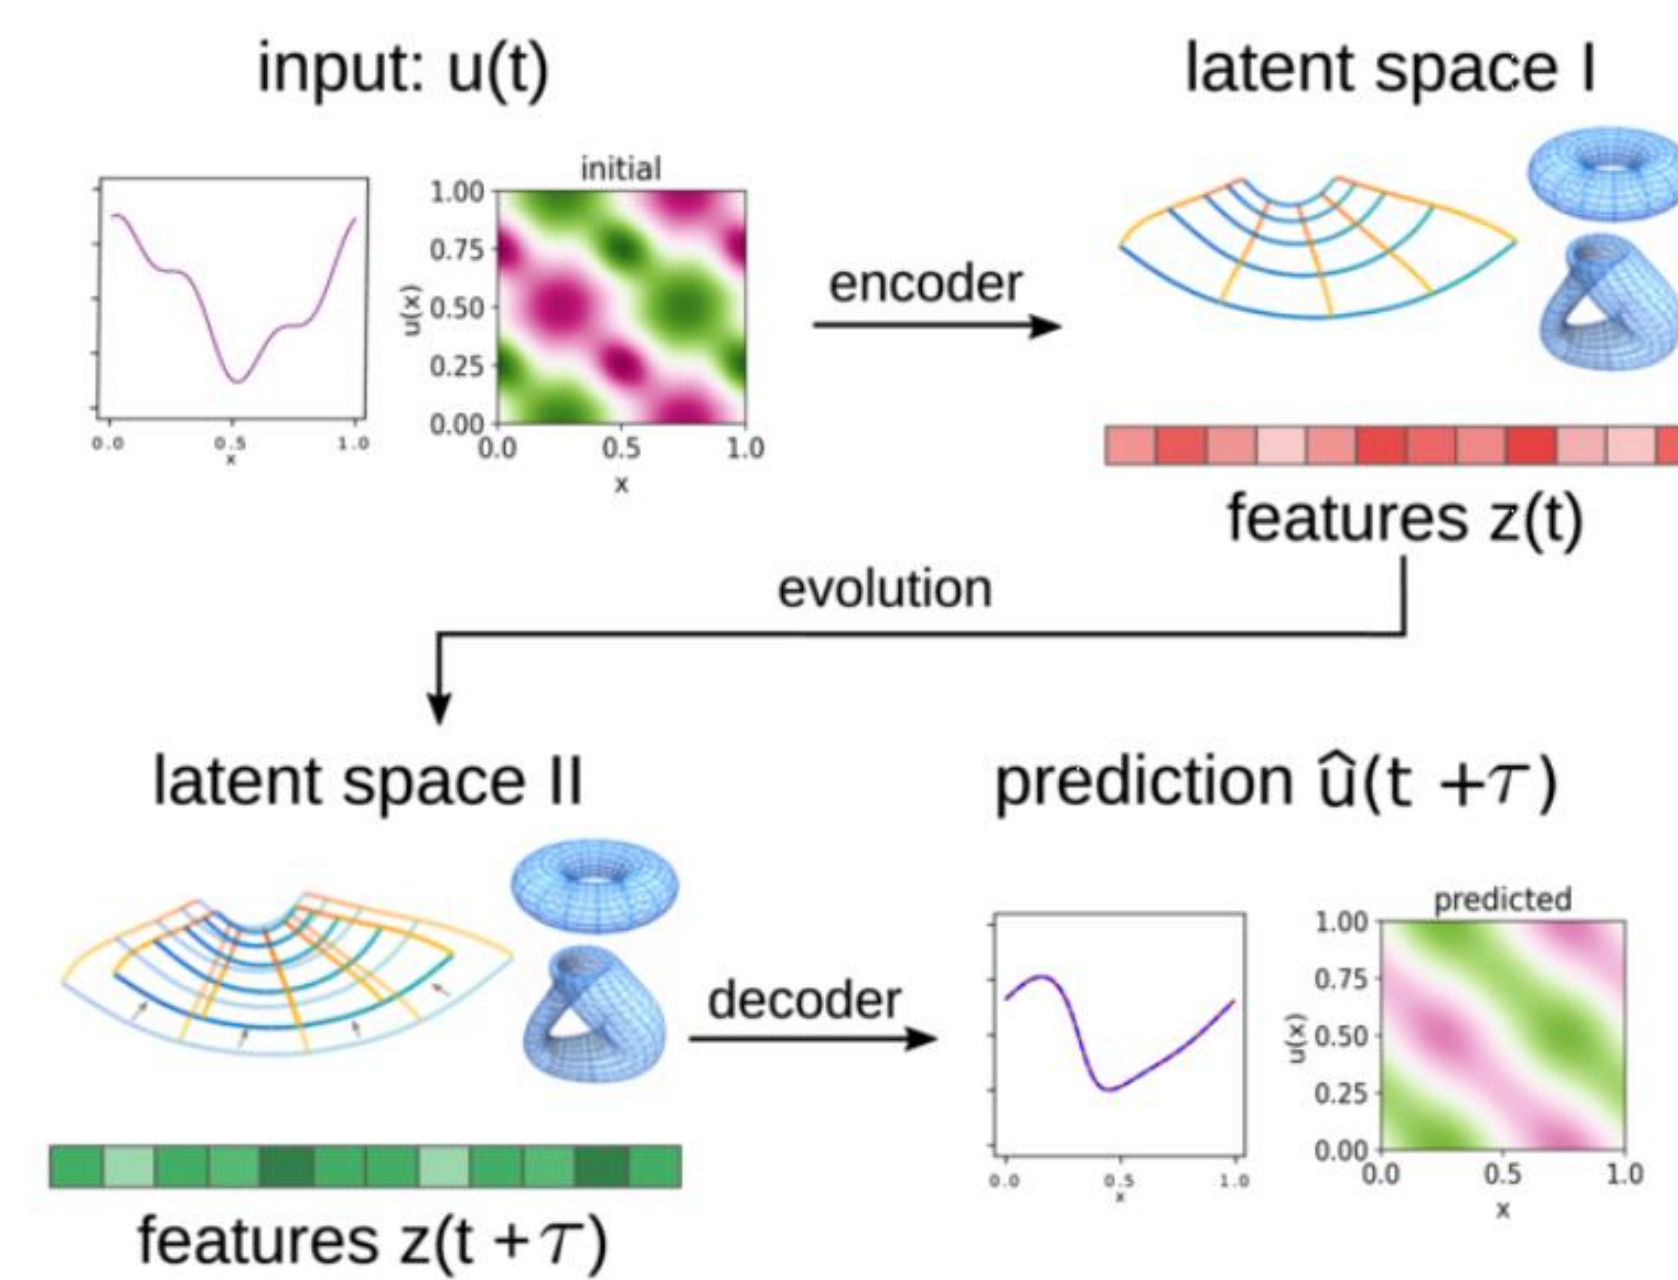 input: u(t)
latent space I
initial
1.00
0.75
0.50
0.25
0.00
u(x)
0.0 0.5 1.0
x
0.0 0.5 1.0
x
encoder
features z(t)
evolution
latent space II
prediction û(t +τ)
predicted
1.00
0.75
0.50
0.25
0.00
u(x)
0.0 0.5 1.0
x
0.0 0.5 1.0
x
decoder
features z(t +τ)